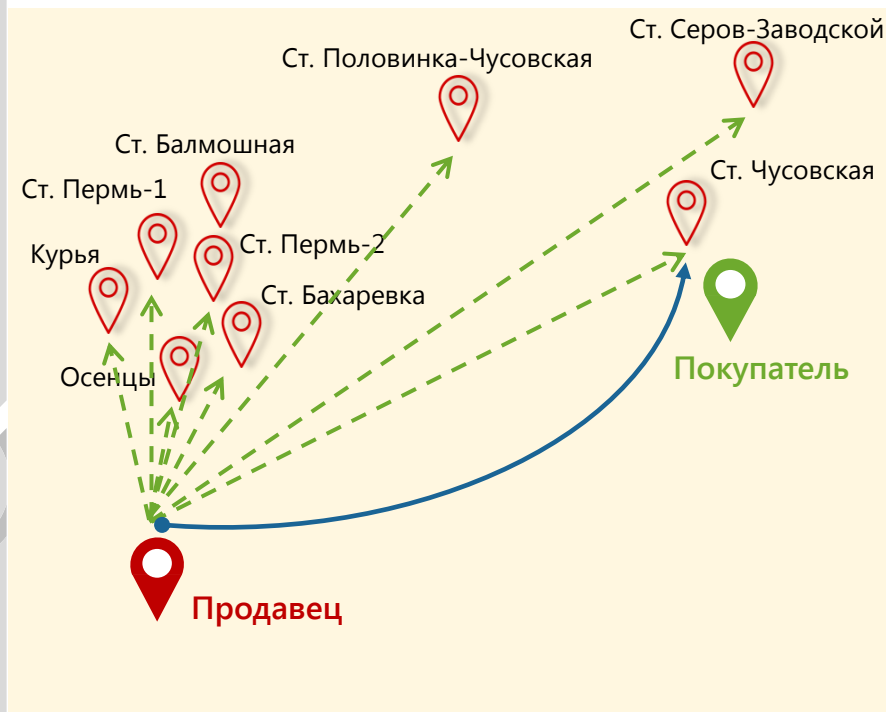 Ст. Серов-Заводской
Ст. Половинка-Чусовская
Ст. Балмошная
Ст. Чусовская
Ст. Пермь-1
Курья
Ст. Пермь-2
Ст. Бахаревка
Осенцы
Покупатель
Продавец